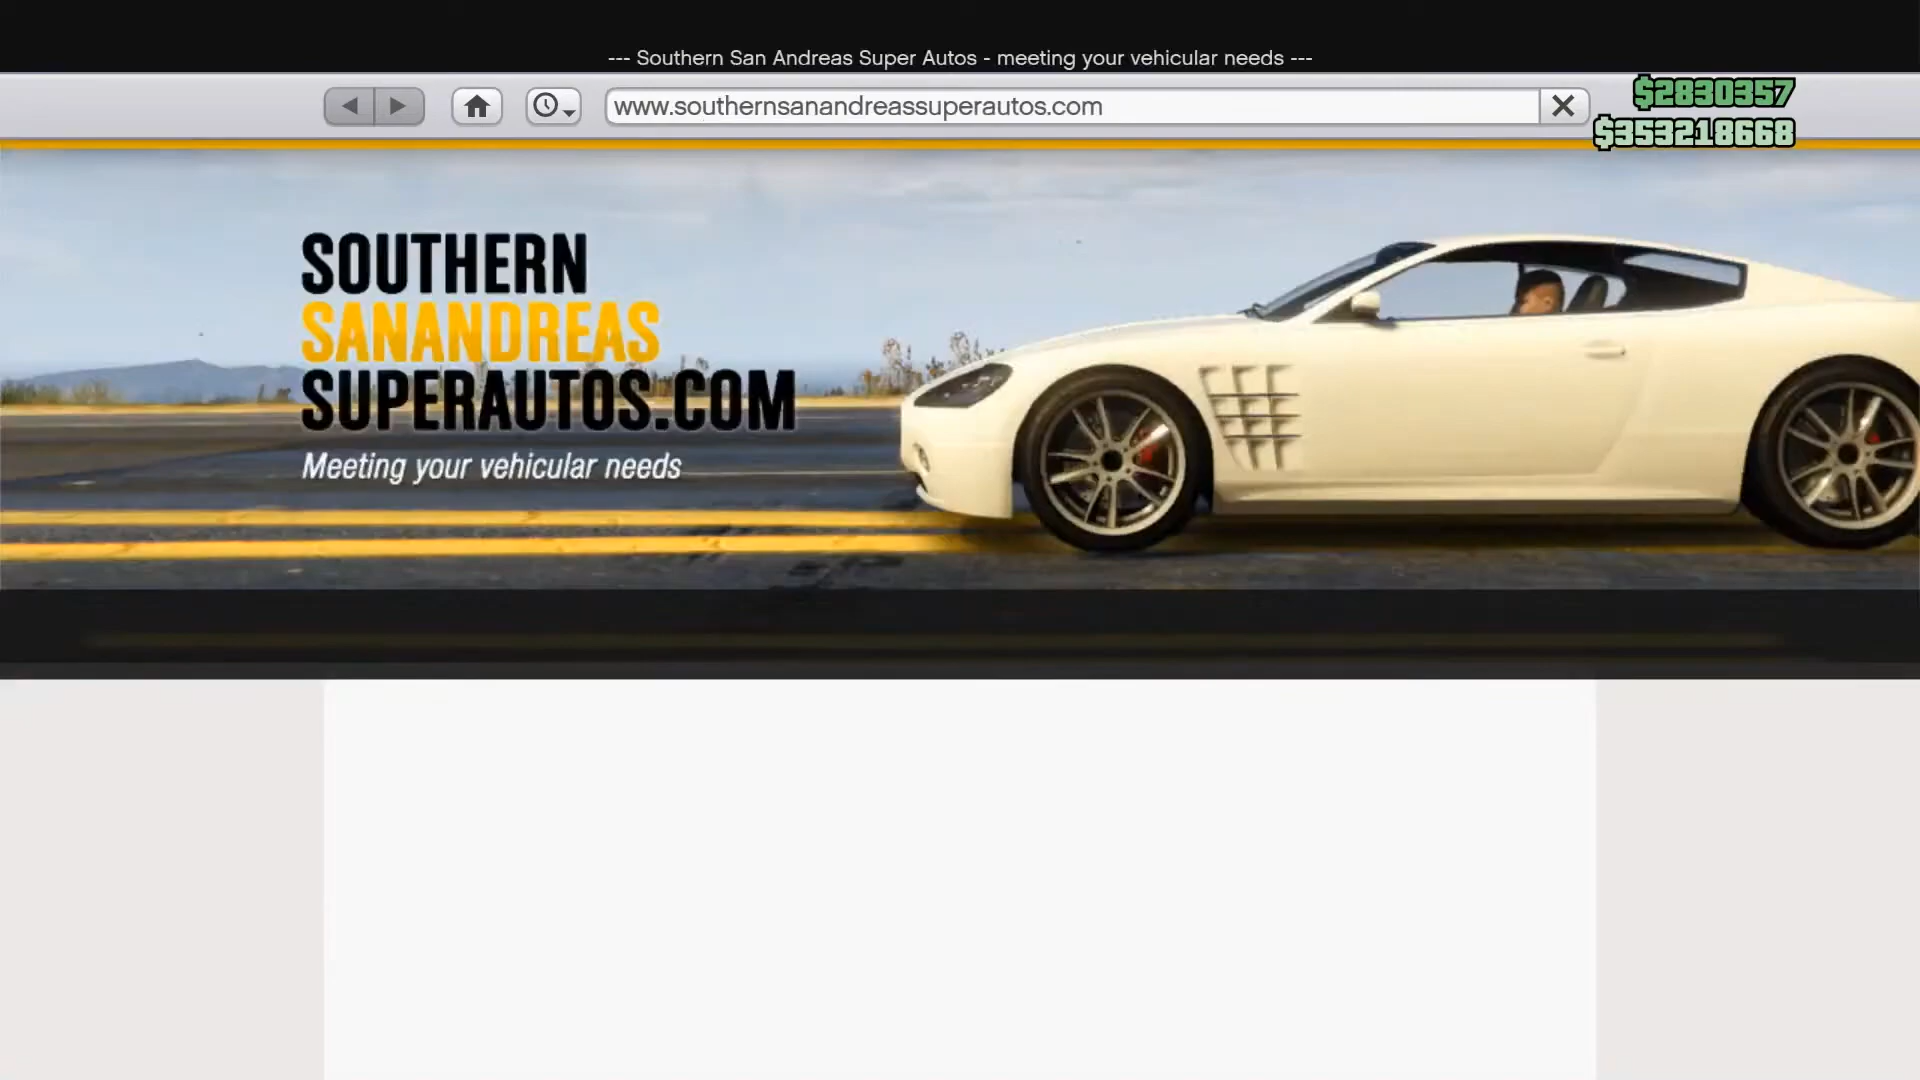 --- Southern San Andreas Super Autos - meeting your vehicular needs ---
www.southernsanandreassuperautos.com
$2830357
$353218668
SOUTHERN
SANANDREAS
SUPERAUTOS.COM
Meeting your vehicular needs